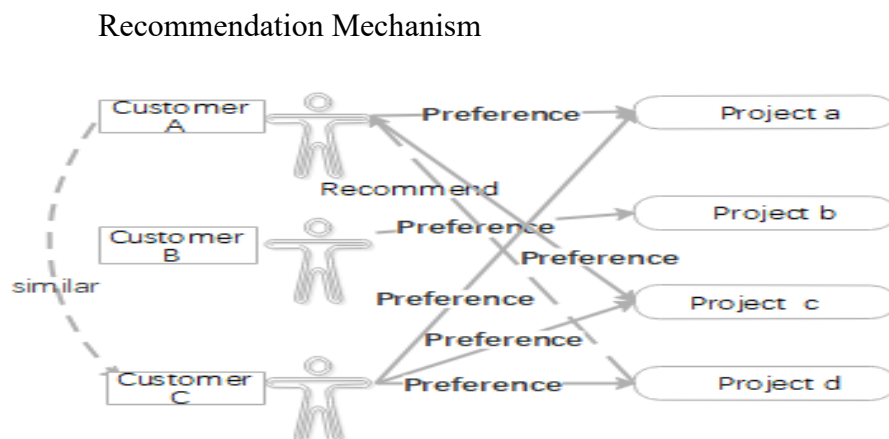 Recommendation Mechanism
Customer
A
Preference
Project a
Recommend
Customer
B
Preference
Project b
Preference
similar
Preference
Project c
Preference
Customer
C
Preference
Project d